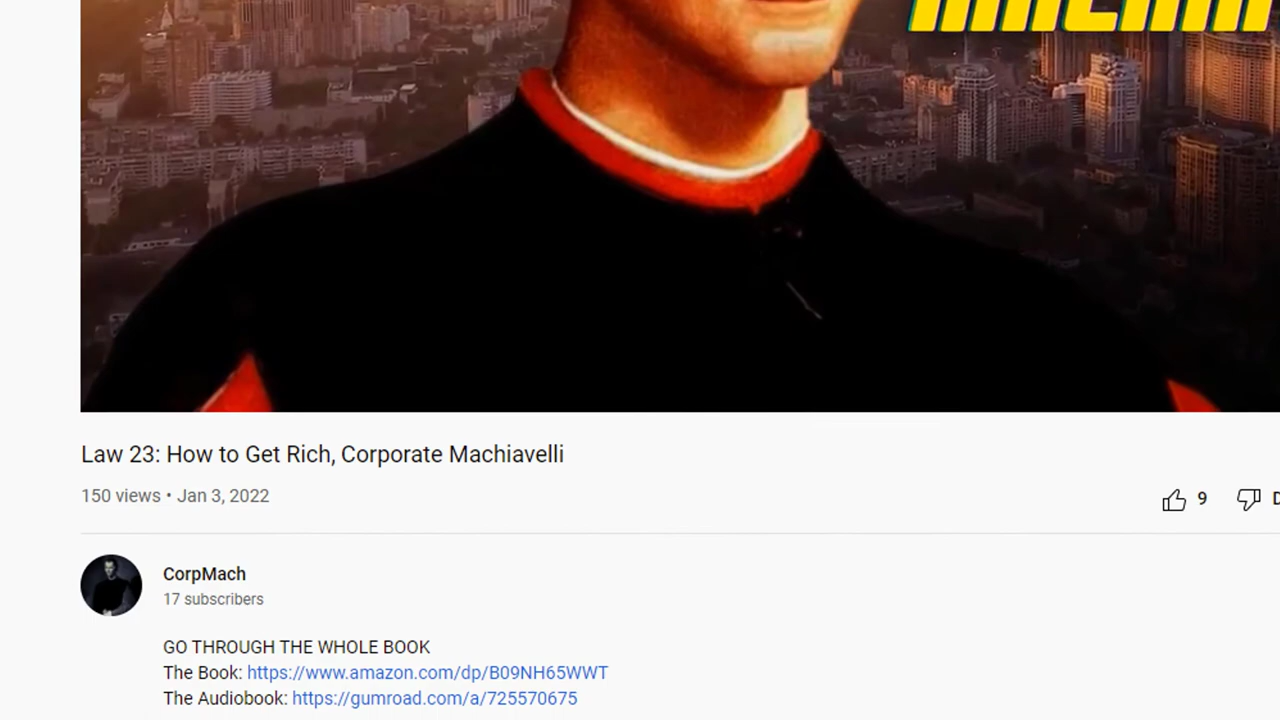 Law 23: How to Get Rich, Corporate Machiavelli
150 views • Jan 3, 2022
9
CorpMach
17 subscribers
GO THROUGH THE WHOLE BOOK
The Book: https://www.amazon.com/dp/B09NH65WWT
The Audiobook: https://gumroad.com/a/725570675